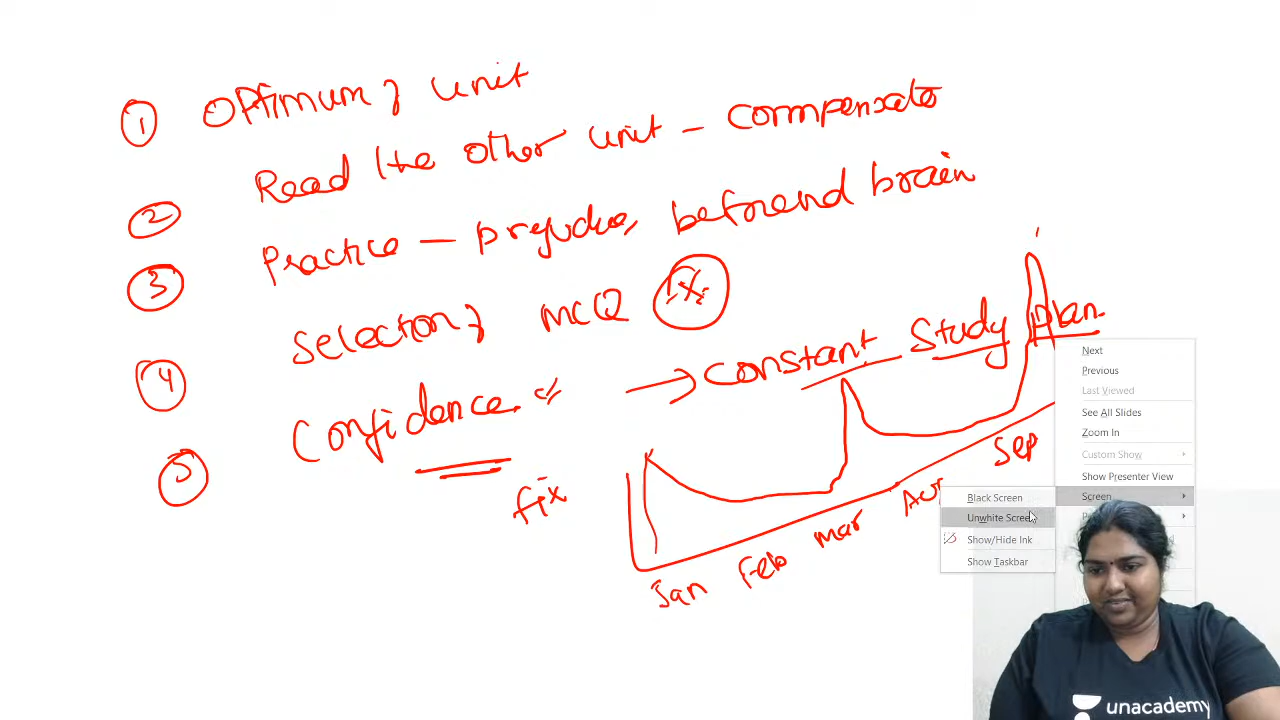 ① Optimum of unit
Read the other unit - compensate
②
Practice - prejudice, befriend brain
③
Selection of MCQ
④
Confidence → Constant Study Plan
⑤
fix
Jan Feb Mar
Sep
Next
Previous
Last Viewed
See All Slides
Zoom In
Custom Show
Show Presenter View
Screen
Black Screen
Unwhite Screen
Show/Hide Ink
Show Taskbar
unacademy